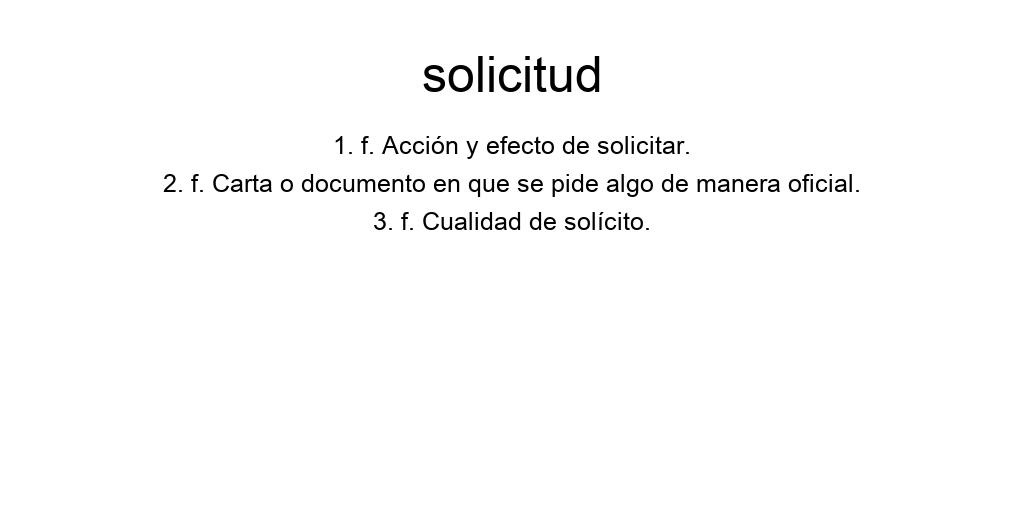 solicitud
1. f. Acción y efecto de solicitar.
2. f. Carta o documento en que se pide algo de manera oficial.
3. f. Cualidad de solícito.